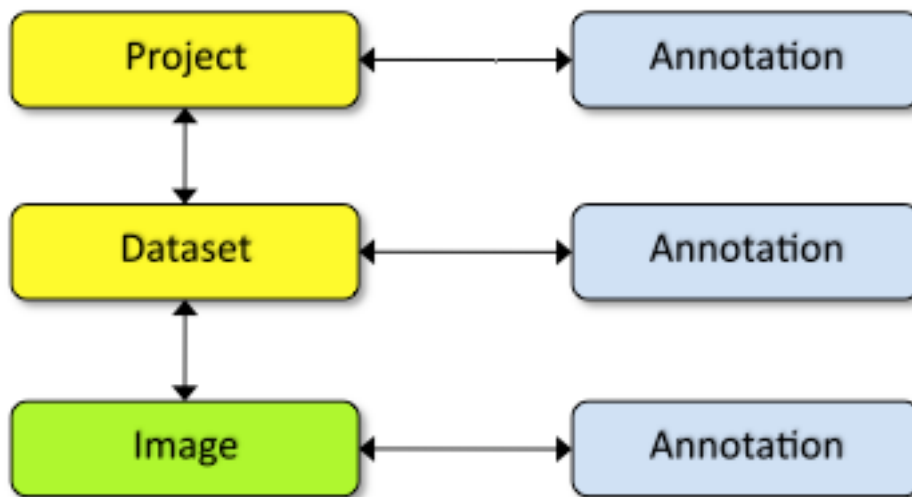 Project
Annotation
Dataset
Annotation
Image
Annotation